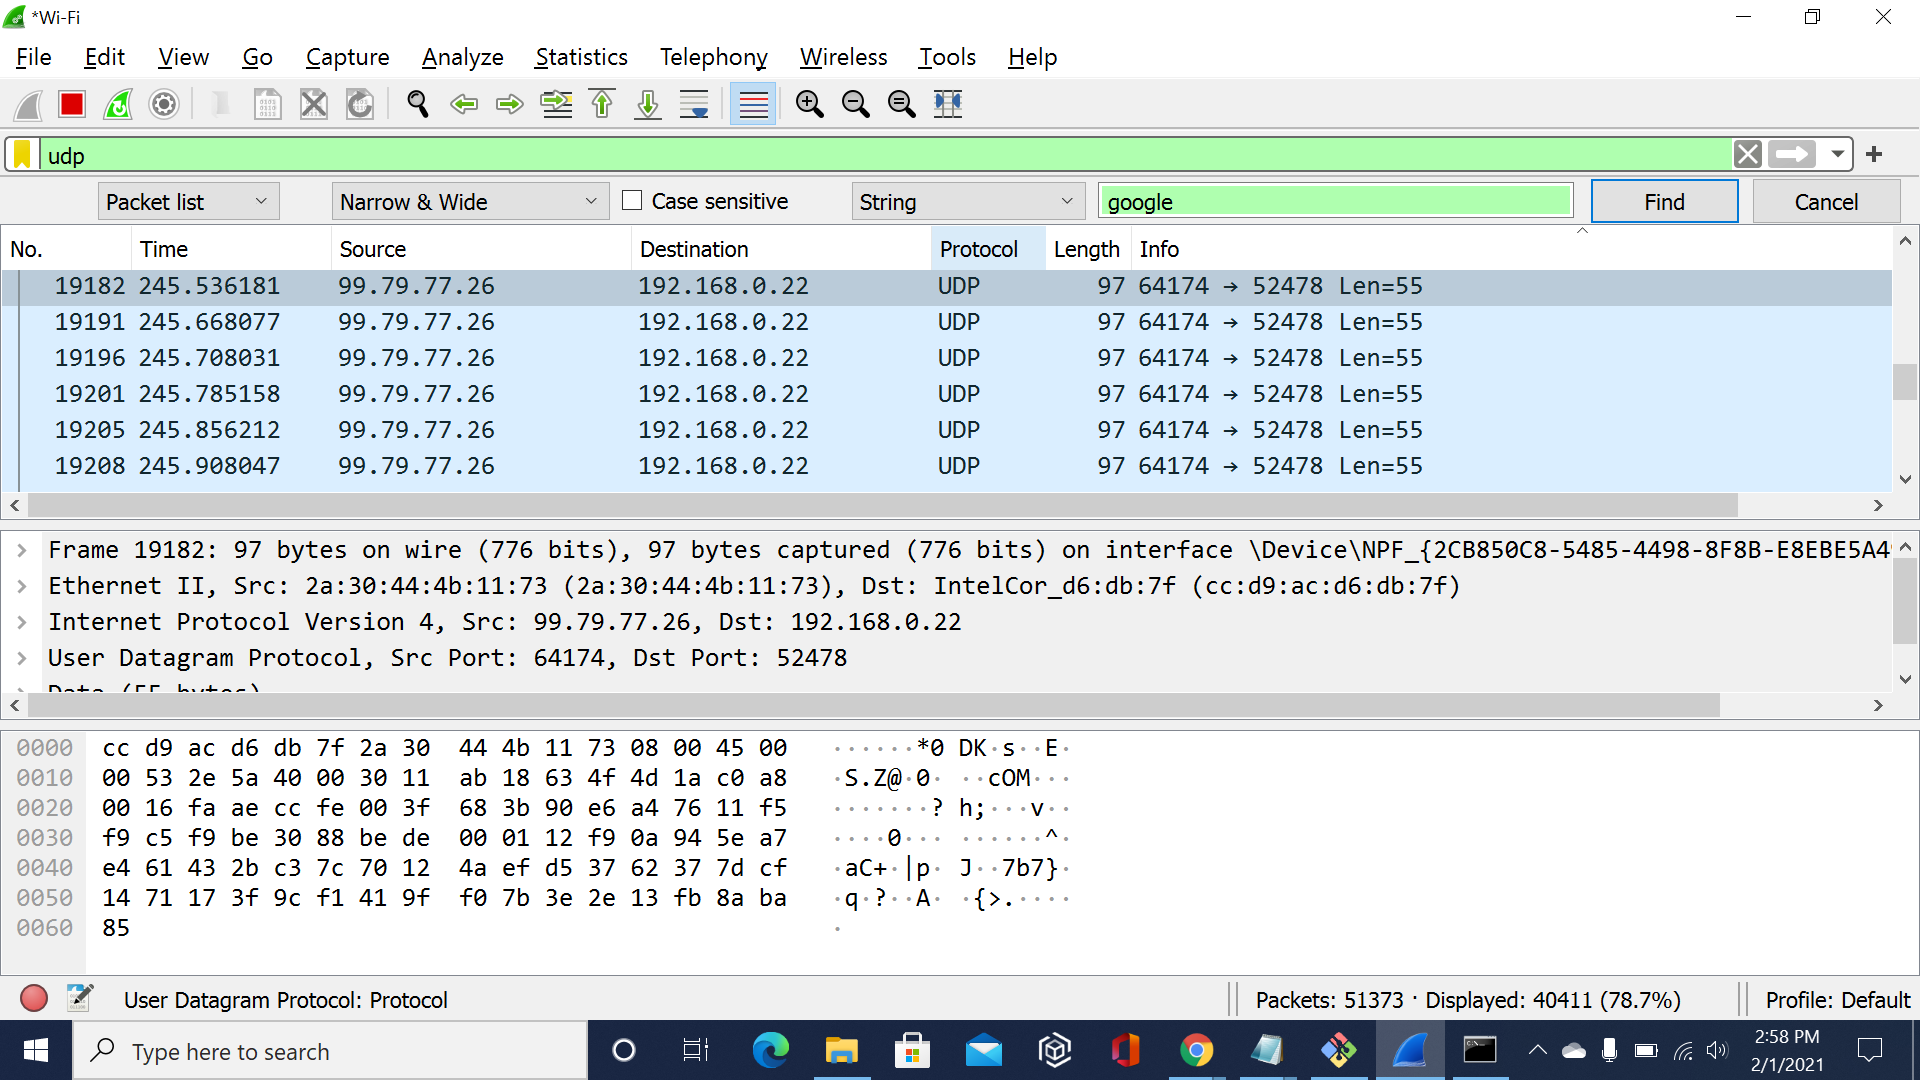 *Wi-Fi
File Edit View Go Capture Analyze Statistics Telephony Wireless Tools Help
udp
Packet list Narrow & Wide Case sensitive String google Find Cancel
No. Time Source Destination Protocol Length Info
19182 245.536181 99.79.77.26 192.168.0.22 UDP 97 64174 → 52478 Len=55
19191 245.668077 99.79.77.26 192.168.0.22 UDP 97 64174 → 52478 Len=55
19196 245.708031 99.79.77.26 192.168.0.22 UDP 97 64174 → 52478 Len=55
19201 245.785158 99.79.77.26 192.168.0.22 UDP 97 64174 → 52478 Len=55
19205 245.856212 99.79.77.26 192.168.0.22 UDP 97 64174 → 52478 Len=55
19208 245.908047 99.79.77.26 192.168.0.22 UDP 97 64174 → 52478 Len=55
Frame 19182: 97 bytes on wire (776 bits), 97 bytes captured (776 bits) on interface \Device\NPF_{2CB850C8-5485-4498-8F8B-E8EBE5A4
Ethernet II, Src: 2a:30:44:4b:11:73 (2a:30:44:4b:11:73), Dst: IntelCor_d6:db:7f (cc:d9:ac:d6:db:7f)
Internet Protocol Version 4, Src: 99.79.77.26, Dst: 192.168.0.22
User Datagram Protocol, Src Port: 64174, Dst Port: 52478
Data (55 bytes)
0000 cc d9 ac d6 db 7f 2a 30 44 4b 11 73 08 00 45 00 ······*0 DK·s··E·
0010 00 53 2e 5a 40 00 30 11 ab 18 63 4f 4d 1a c0 a8 ·S.Z@·0· ··cOM···
0020 00 16 fa ae cc fe 00 3f 68 3b 90 e6 a4 76 11 f5 ·······? h;···v··
0030 f9 c5 f9 be 30 88 be de 00 01 12 f9 0a 94 5e a7 ····0··· ······^·
0040 e4 61 43 2b c3 7c 70 12 4a ef d5 37 62 37 7d cf ·aC+·|p· J··7b7}·
0050 14 71 17 3f 9c f1 41 9f f0 7b 3e 2e 13 fb 8a ba ·q·?··A· ·{>.····
0060 85 ·
User Datagram Protocol: Protocol Packets: 51373 · Displayed: 40411 (78.7%) Profile: Default
Type here to search
2:58 PM
2/1/2021